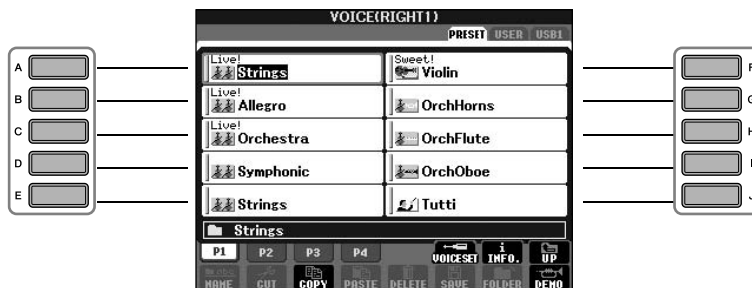 VOICE(RIGHT1)
PRESET USER USB1
A Live! Strings Sweet! Violin F
B Live! Allegro OrchHorns G
C Live! Orchestra OrchFlute H
D Symphonic OrchOboe
E Strings Tutti J
Strings
P1 P2 P3 P4 VOICESET i INFO. UP
NAME CUT COPY PASTE DELETE SAVE FOLDER DEMO